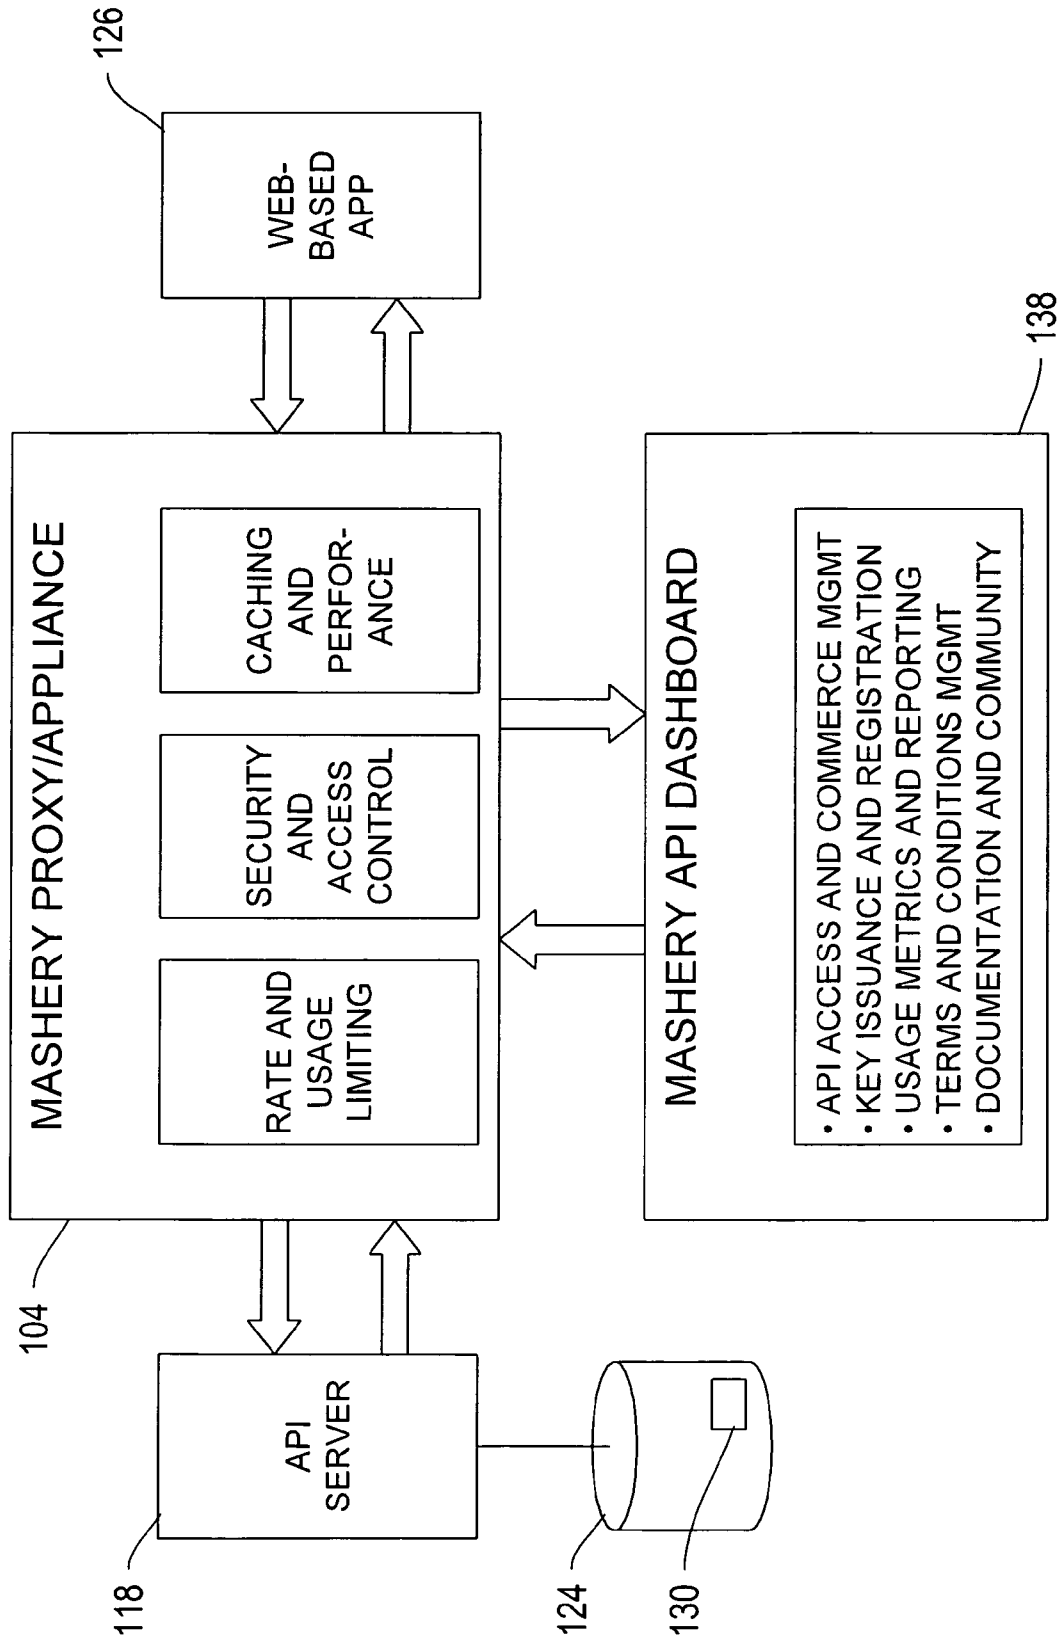 104
MASHERY PROXY/APPLIANCE
126
118
API
SERVER
RATE AND
USAGE
LIMITING
SECURITY
AND
ACCESS
CONTROL
CACHING
AND
PERFOR-
ANCE
WEB-
BASED
APP
124
130
MASHERY API DASHBOARD
• API ACCESS AND COMMERCE MGMT
• KEY ISSUANCE AND REGISTRATION
• USAGE METRICS AND REPORTING
• TERMS AND CONDITIONS MGMT
• DOCUMENTATION AND COMMUNITY
138